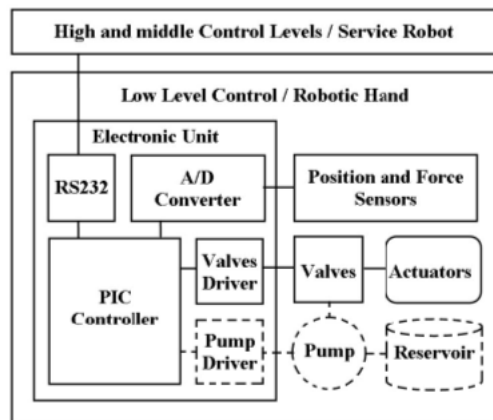 High and middle Control Levels / Service Robot
Low Level Control / Robotic Hand
Electronic Unit
RS232
A/D
Converter
Position and Force
Sensors
PIC
Controller
Valves
Driver
Valves
Actuators
Pump
Driver
Pump
Reservoir